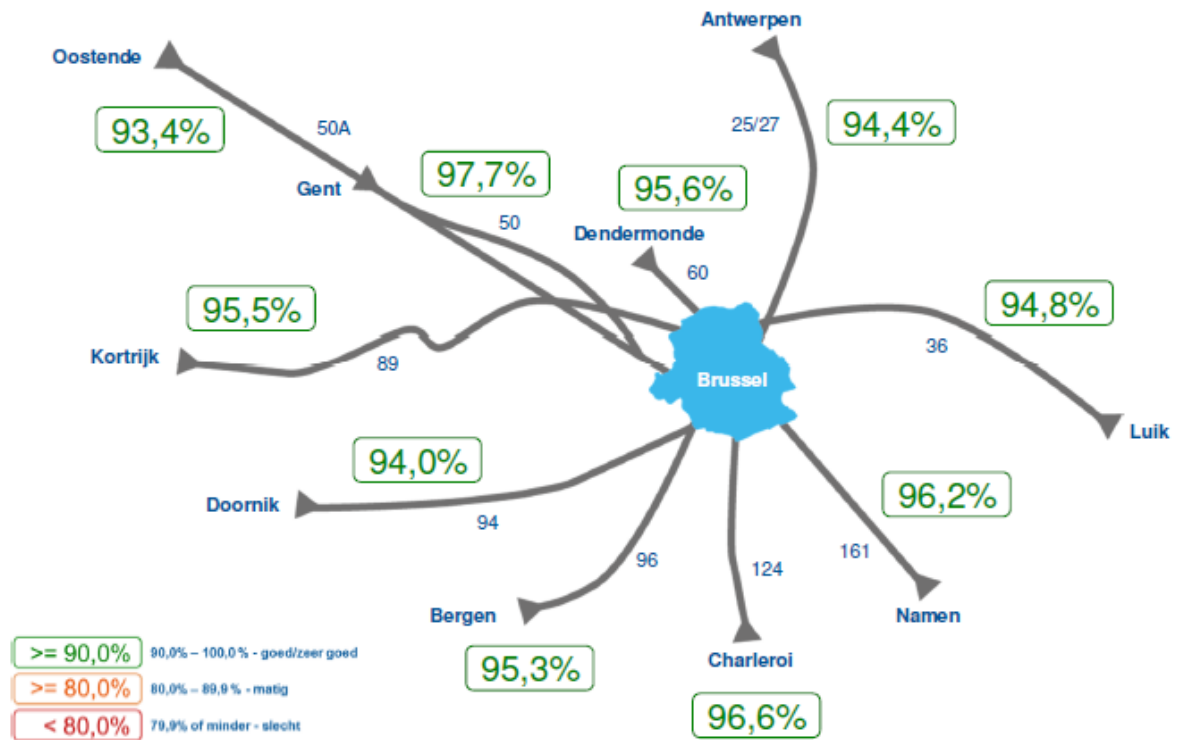 Antwerpen
Oostende
93,4%
50A
25/27
94,4%
Gent
97,7%
50
95,6%
Dendermonde
60
95,5%
Kortrijk
89
94,8%
36
Brussel
Luik
94,0%
Doornik
94
96,2%
96
161
124
Bergen
Namen
95,3%
Charleroi
96,6%
>= 90,0% 90,0% – 100,0 % - goed/zeer goed
>= 80,0% 80,0% – 89,9 % - matig
< 80,0% 79,9% of minder - slecht